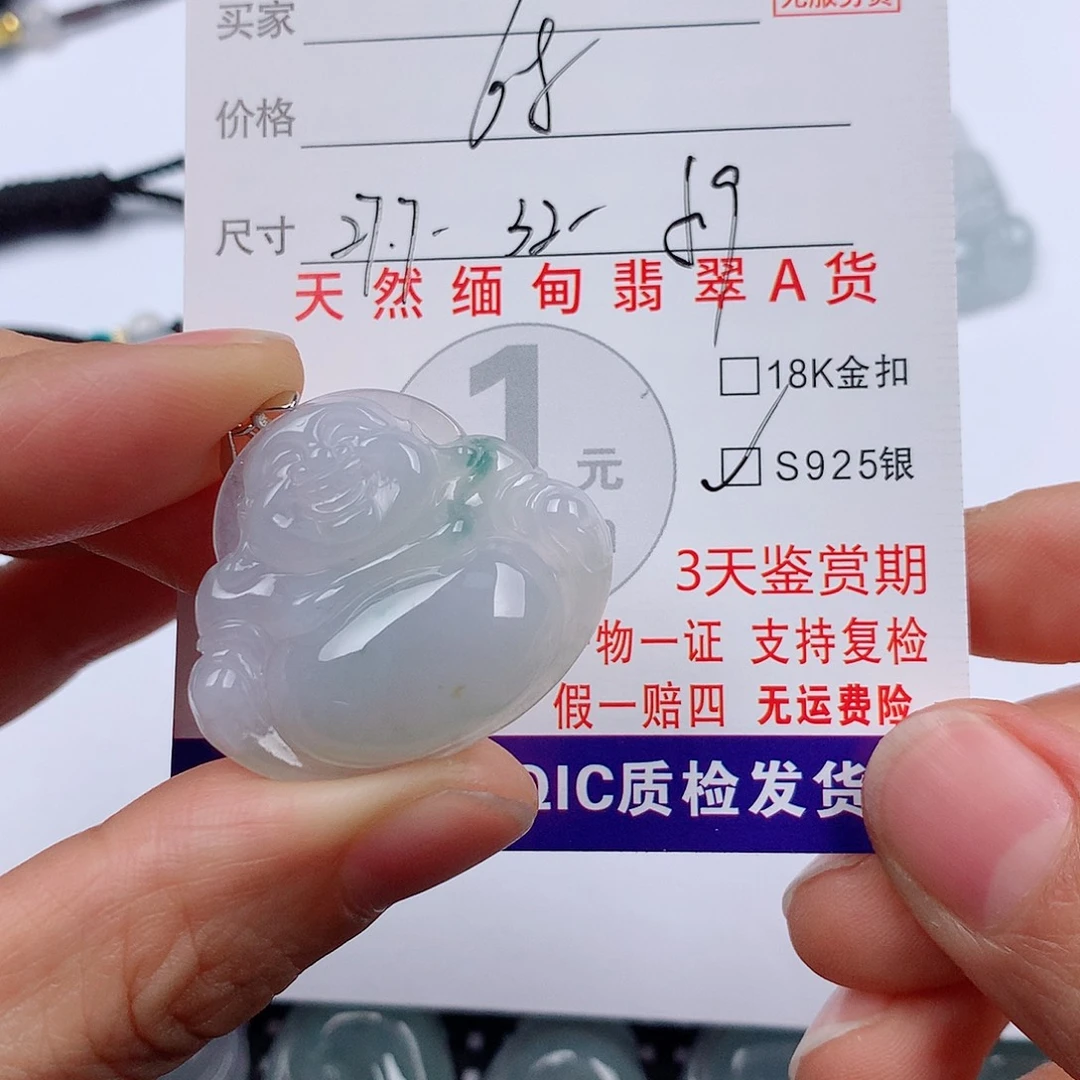 买家
价格 68
尺寸 27.7- 32- 8.9
天然缅甸翡翠A货
1元
18K金扣
S925银
3天鉴赏期
物一证 支持复检
假一赔四 无运费险
QIC质检发货